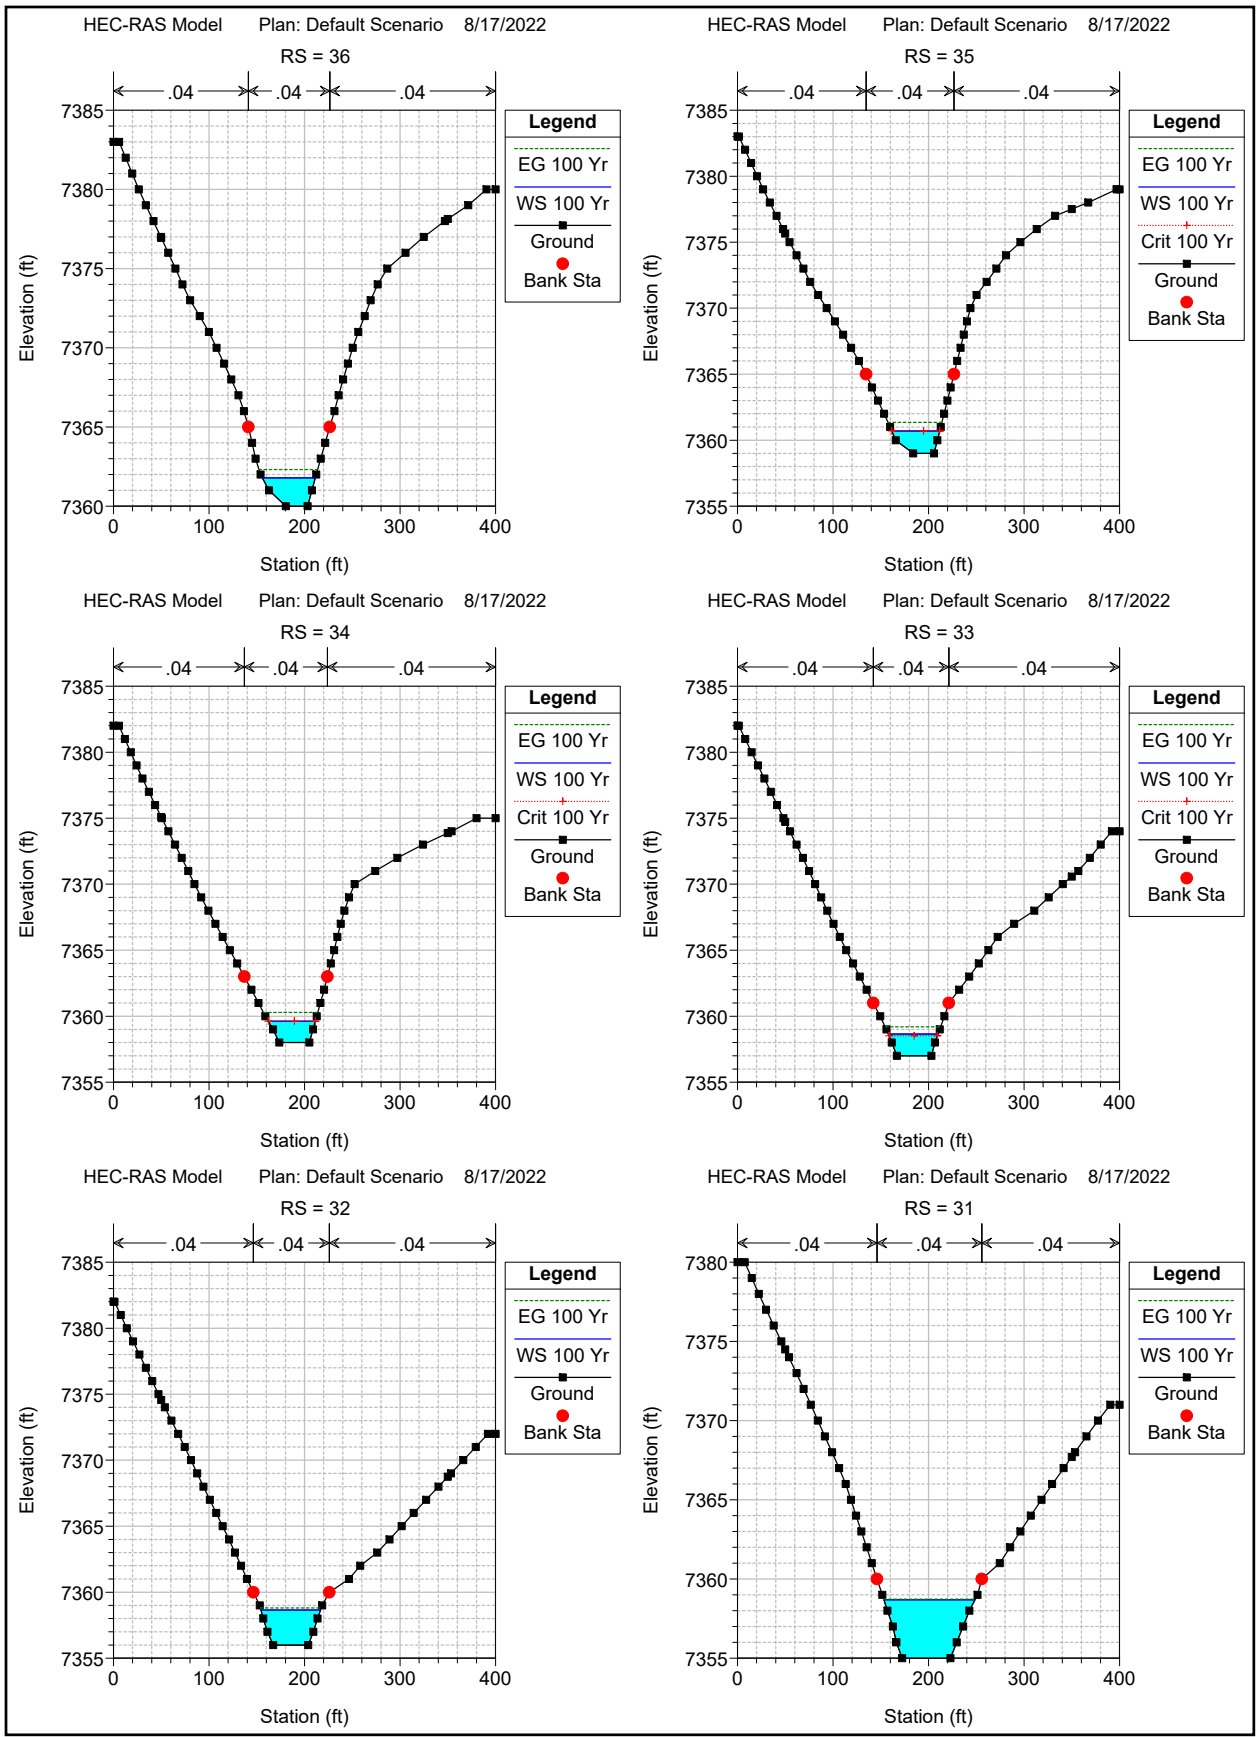 HEC-RAS Model Plan: Default Scenario 8/17/2022
RS = 36
.04 .04 .04
7385
7380
7375
7370
7365
7360
0 100 200 300 400
Station (ft)
Elevation (ft)
Legend
EG 100 Yr
WS 100 Yr
Ground
Bank Sta
HEC-RAS Model Plan: Default Scenario 8/17/2022
RS = 35
.04 .04 .04
7385
7380
7375
7370
7365
7360
7355
0 100 200 300 400
Station (ft)
Elevation (ft)
Legend
EG 100 Yr
WS 100 Yr
Crit 100 Yr
Ground
Bank Sta
HEC-RAS Model Plan: Default Scenario 8/17/2022
RS = 34
.04 .04 .04
7385
7380
7375
7370
7365
7360
7355
0 100 200 300 400
Station (ft)
Elevation (ft)
Legend
EG 100 Yr
WS 100 Yr
Crit 100 Yr
Ground
Bank Sta
HEC-RAS Model Plan: Default Scenario 8/17/2022
RS = 33
.04 .04 .04
7385
7380
7375
7370
7365
7360
7355
0 100 200 300 400
Station (ft)
Elevation (ft)
Legend
EG 100 Yr
WS 100 Yr
Crit 100 Yr
Ground
Bank Sta
HEC-RAS Model Plan: Default Scenario 8/17/2022
RS = 32
.04 .04 .04
7385
7380
7375
7370
7365
7360
7355
0 100 200 300 400
Station (ft)
Elevation (ft)
Legend
EG 100 Yr
WS 100 Yr
Ground
Bank Sta
HEC-RAS Model Plan: Default Scenario 8/17/2022
RS = 31
.04 .04 .04
7380
7375
7370
7365
7360
7355
0 100 200 300 400
Station (ft)
Elevation (ft)
Legend
EG 100 Yr
WS 100 Yr
Ground
Bank Sta